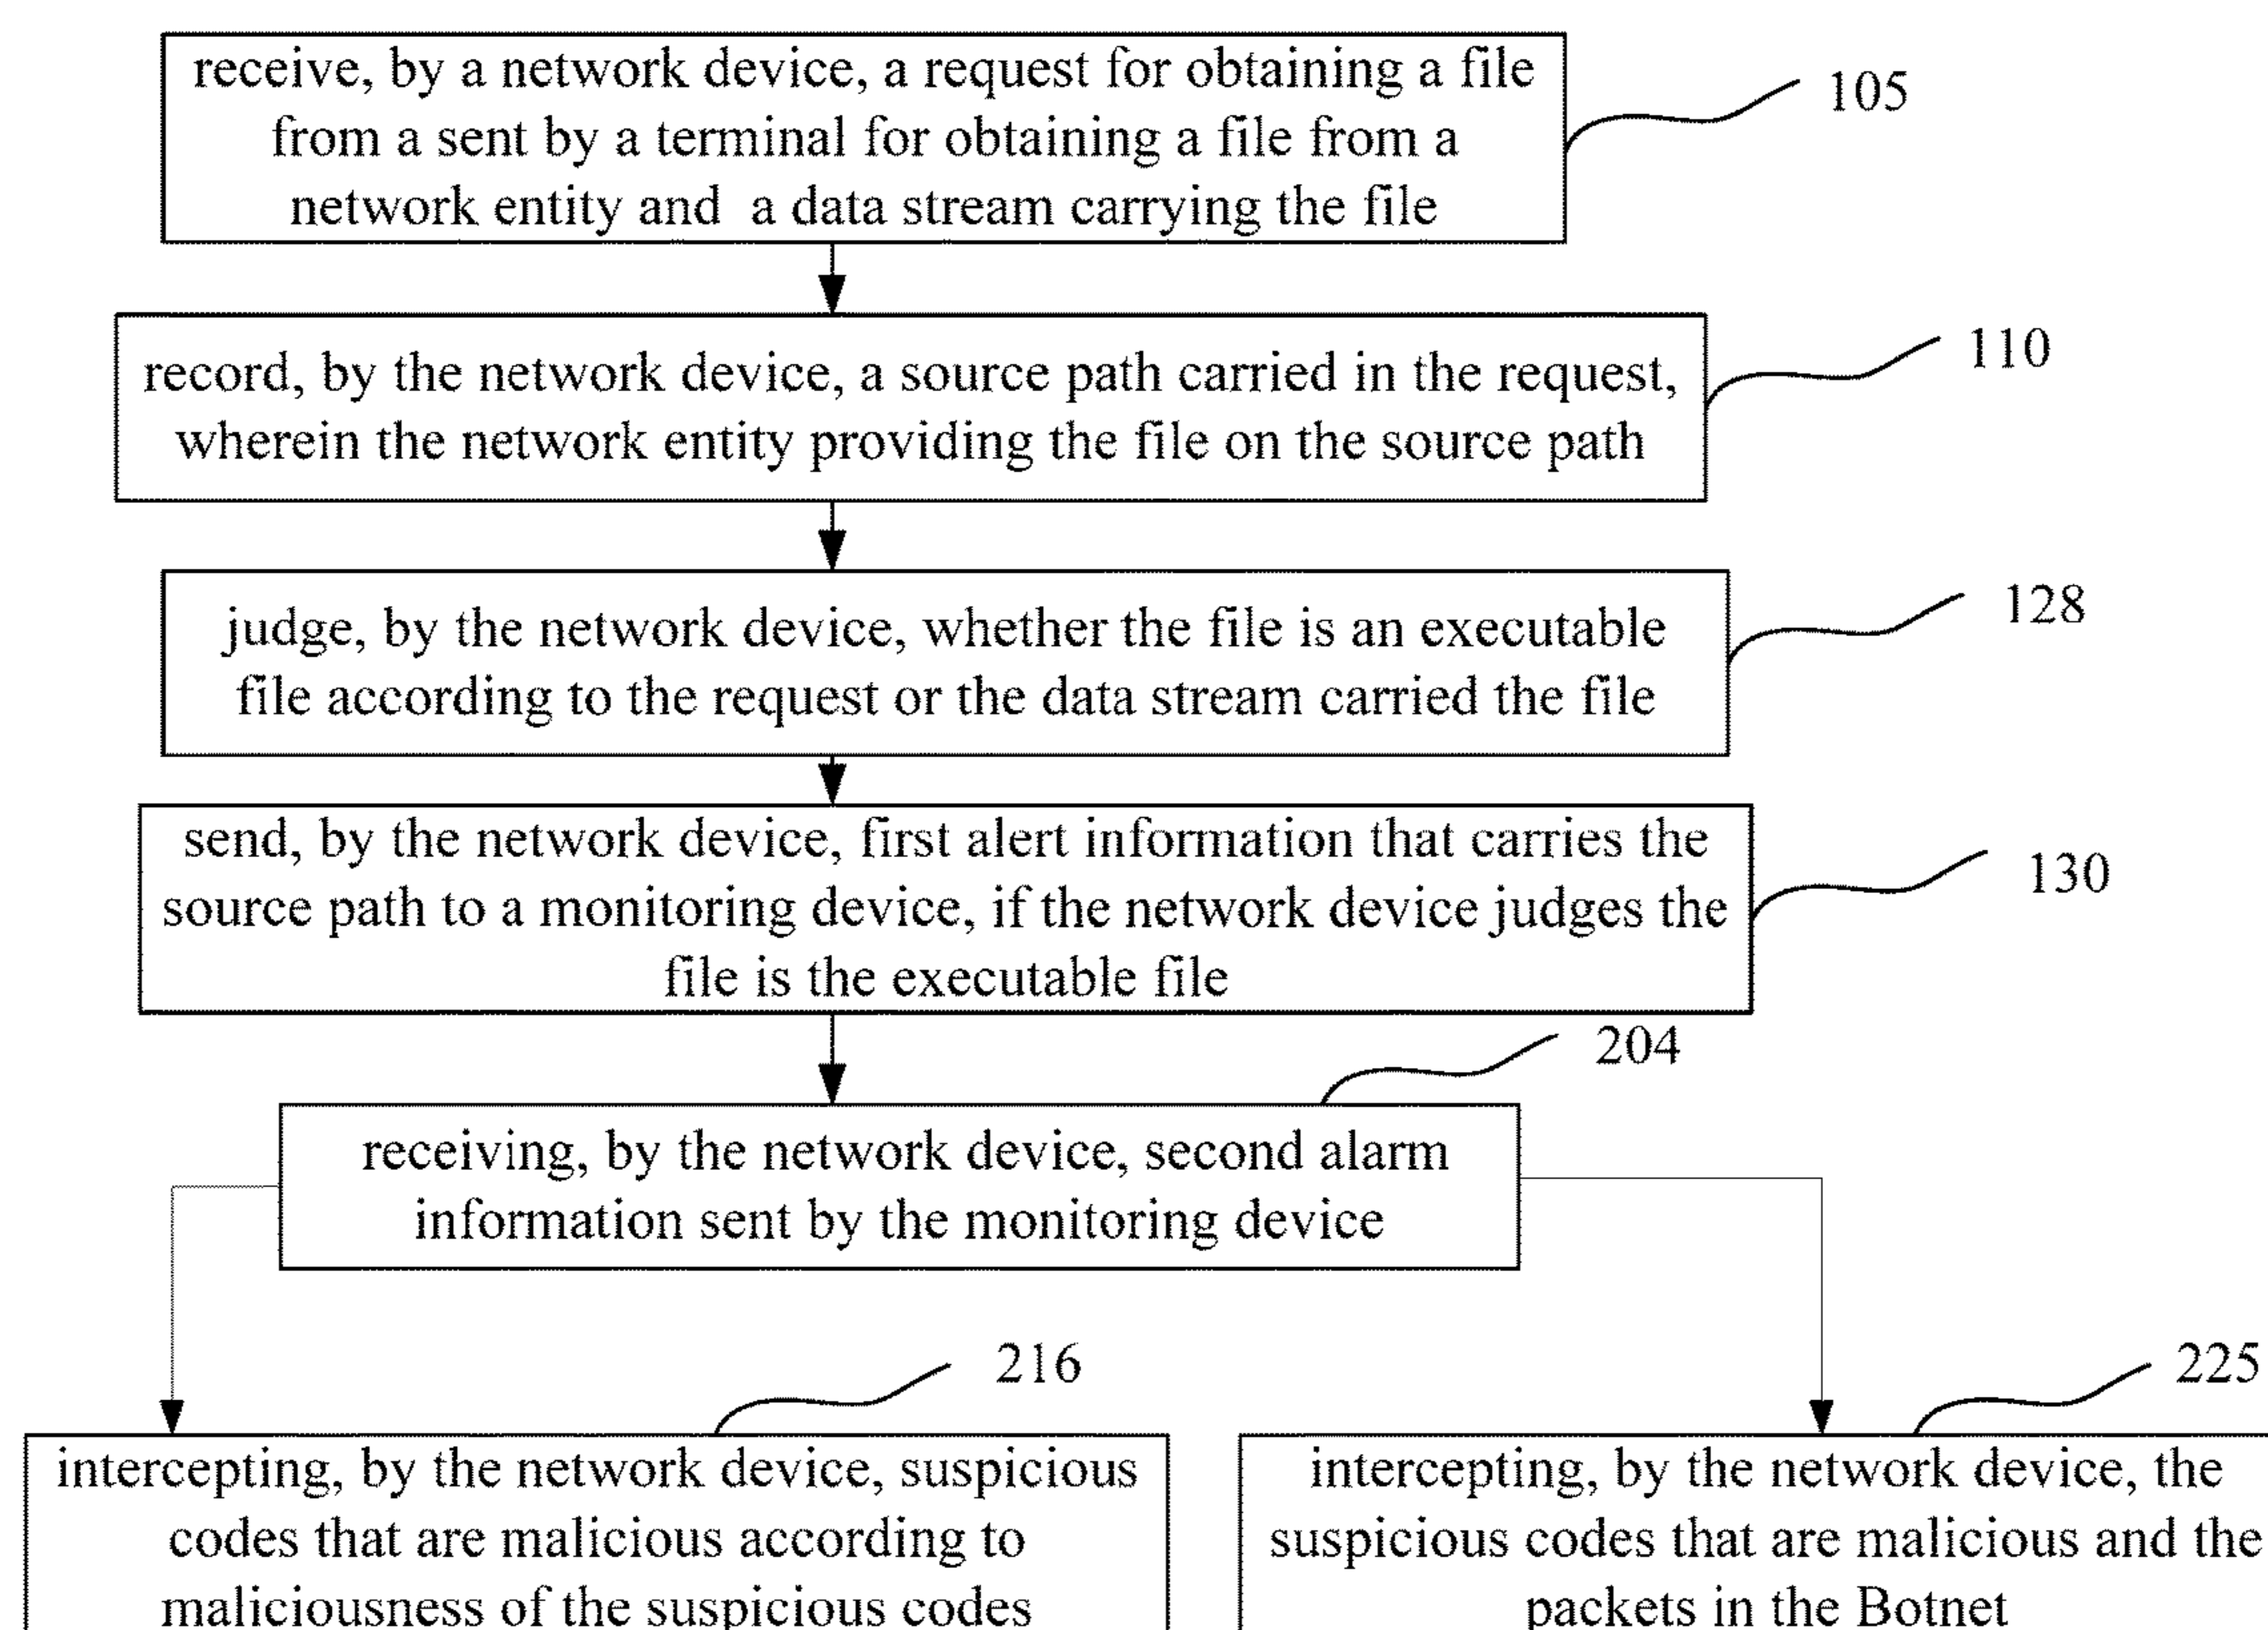 receive, by a network device, a request for obtaining a file
from a sent by a terminal for obtaining a file from a
network entity and a data stream carrying the file
105
record, by the network device, a source path carried in the request,
wherein the network entity providing the file on the source path
110
judge, by the network device, whether the file is an executable
file according to the request or the data stream carried the file
128
send, by the network device, first alert information that carries the
source path to a monitoring device, if the network device judges the
file is the executable file
130
204
receiving, by the network device, second alarm
information sent by the monitoring device
216
intercepting, by the network device, suspicious
codes that are malicious according to
maliciousness of the suspicious codes
225
intercepting, by the network device, the
suspicious codes that are malicious and the
packets in the Botnet